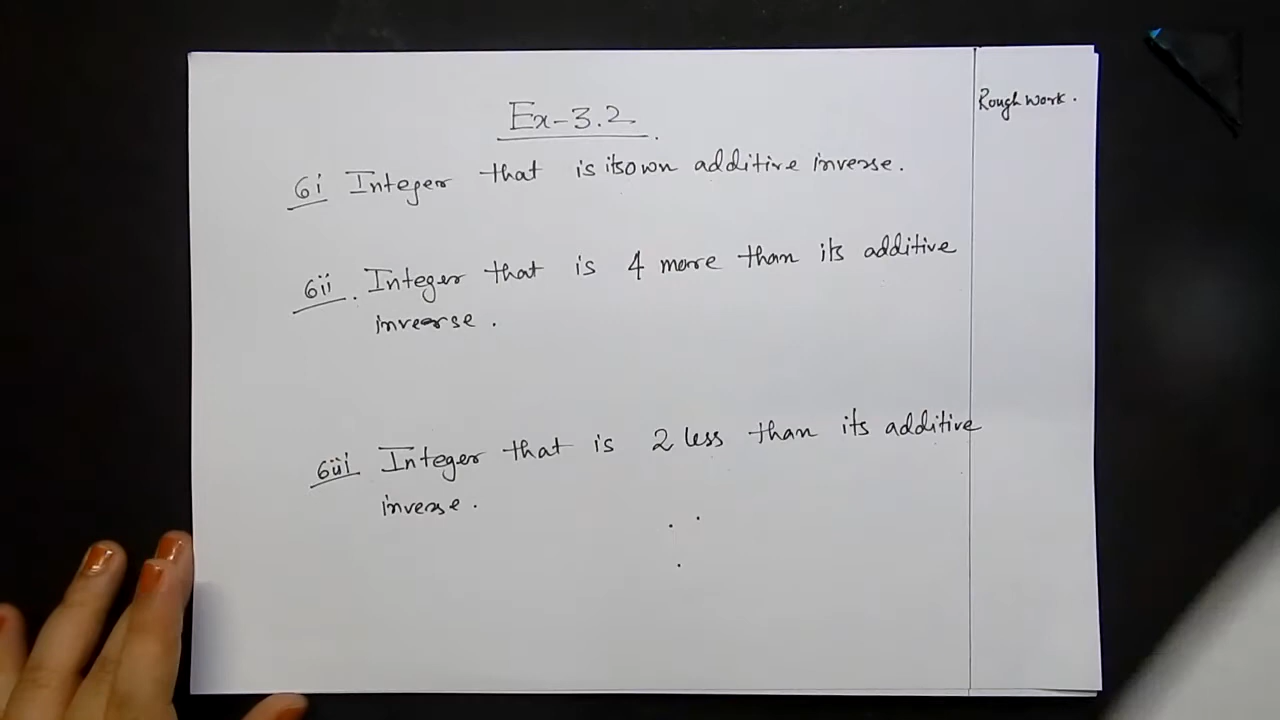 Ex-3.2
Rough work.
6i Integer that is its own additive inverse.
6ii. Integer that is 4 more than its additive
inverse.
6iii Integer that is 2 less than its additive
inverse.